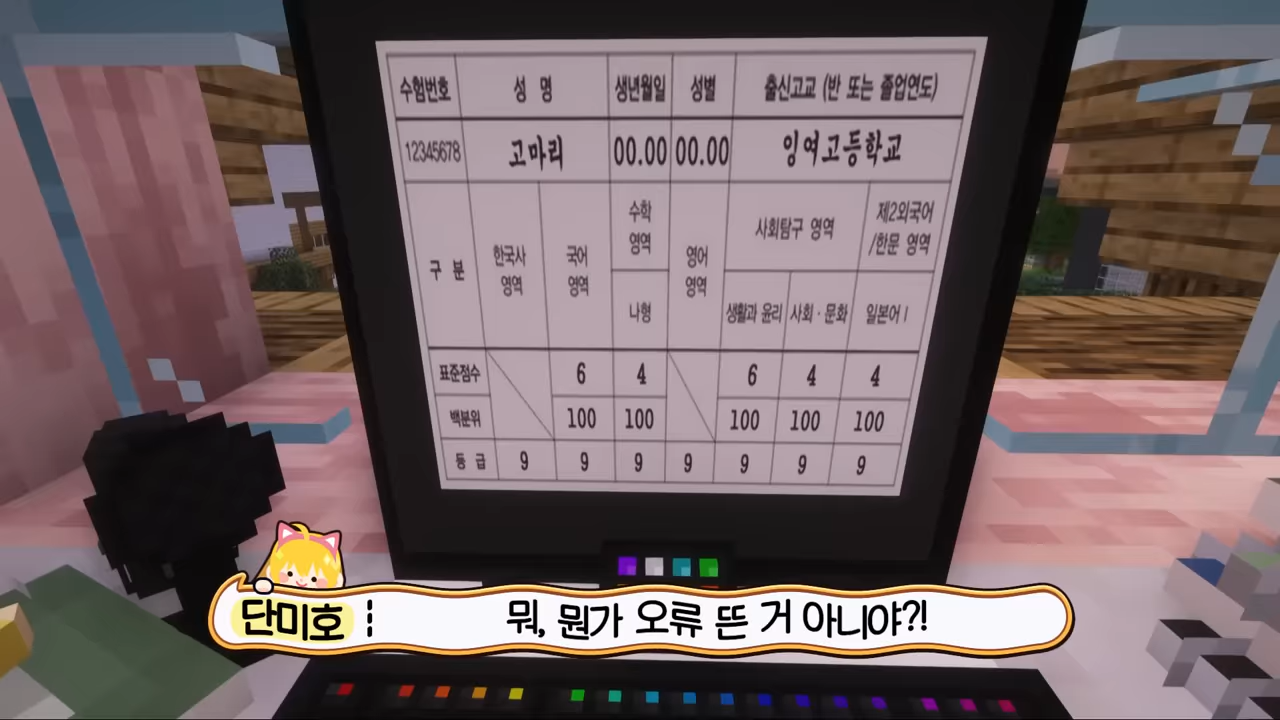 수험번호 성 명 생년월일 성별 출신고교 (반 또는 졸업연도)
12345678 고마리 00.00 00.00 잉여고등학교
구 분 한국사 영역 국어 영역 수학 영역 영어 영역 사회탐구 영역 제2외국어 /한문 영역
나형 생활과 윤리 사회·문화 일본어 I
표준점수 6 4 6 4 4
백분위 100 100 100 100 100
등 급 9 9 9 9 9 9 9
단미호 : 뭐, 뭔가 오류 뜬 거 아니야?!